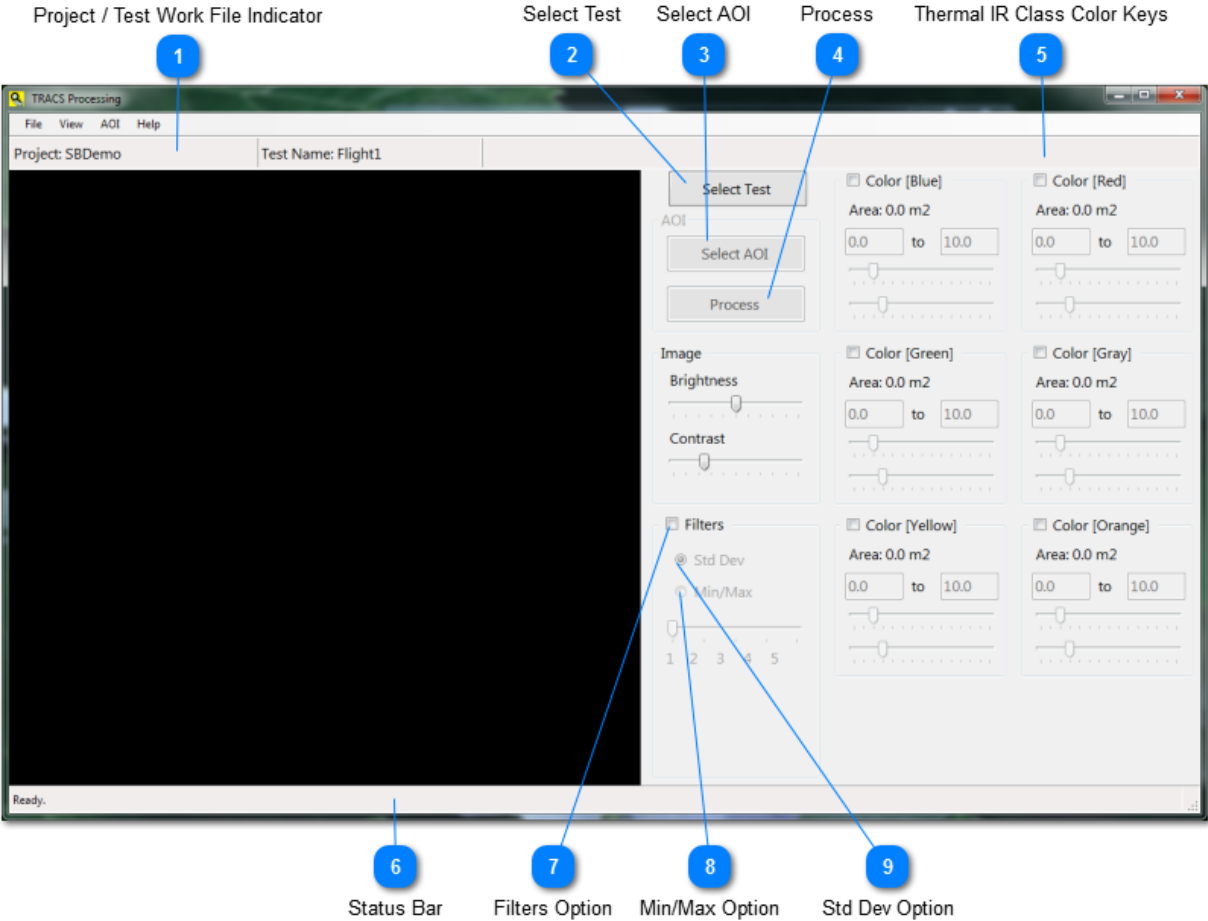 Project / Test Work File Indicator
Select Test
Select AOI
Process
Thermal IR Class Color Keys
1
2
3
4
5
TRACS Processing
File View AOI Help
Project: SBDemo
Test Name: Flight1
Select Test
AOI
Select AOI
Process
Image
Brightness
Contrast
Filters
Std Dev
Min/Max
1 2 3 4 5
Color [Blue]
Area: 0.0 m2
0.0 to 10.0
Color [Red]
Area: 0.0 m2
0.0 to 10.0
Color [Green]
Area: 0.0 m2
0.0 to 10.0
Color [Gray]
Area: 0.0 m2
0.0 to 10.0
Color [Yellow]
Area: 0.0 m2
0.0 to 10.0
Color [Orange]
Area: 0.0 m2
0.0 to 10.0
Ready.
6
7
8
9
Status Bar
Filters Option
Min/Max Option
Std Dev Option